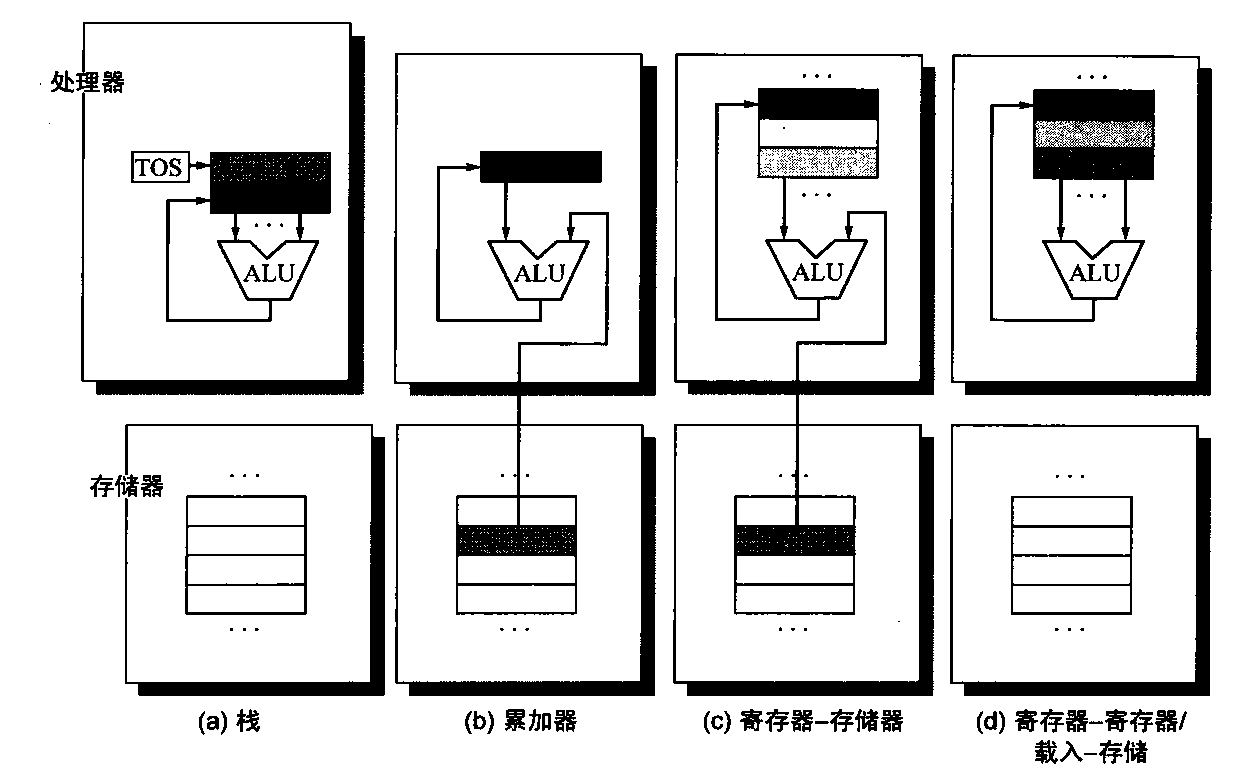 处理器
TOS
ALU
ALU
ALU
ALU
存储器
(a) 栈
(b) 累加器
(c) 寄存器–存储器
(d) 寄存器–寄存器/
载入–存储